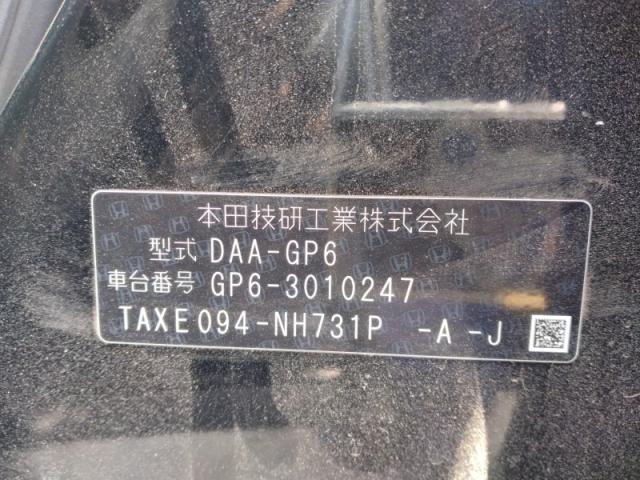 本田技研工業株式会社
型式 DAA-GP6
車台番号 GP6-3010247
TAXE094-NH731P -A -J